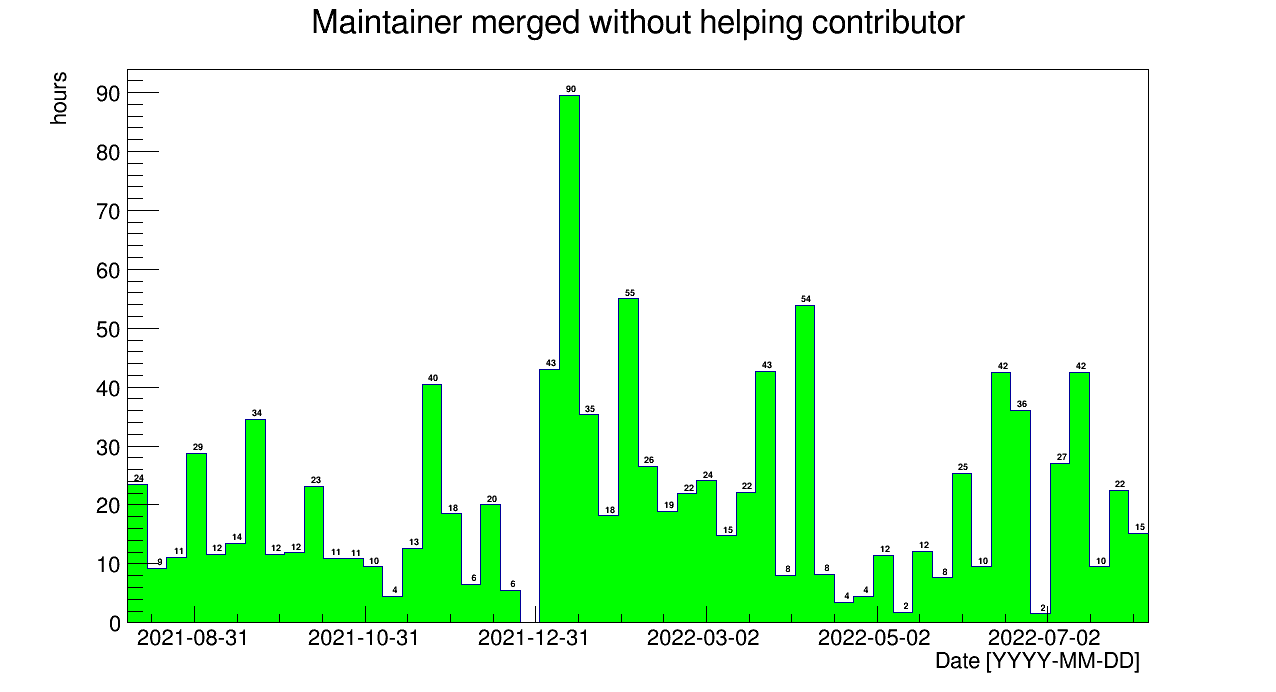 Maintainer merged without helping contributor
hours
90
80
70
60
50
40
30
20
10
0
24 9 11 29 12 14 34 12 12 23 11 11 10 4 13 40 18 6 20 6 43 90 35 18 55 26 19 22 24 15 22 43 8 54 8 4 4 12 2 12 8 25 10 42 36 2 27 42 10 22 15
2021-08-31 2021-10-31 2021-12-31 2022-03-02 2022-05-02 2022-07-02
Date [YYYY-MM-DD]